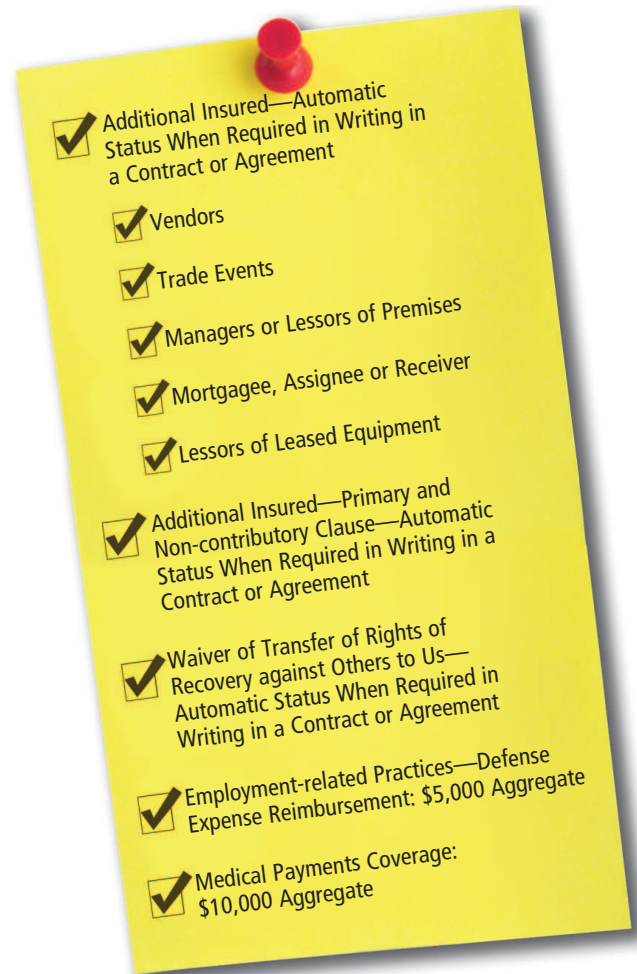 Additional Insured—Automatic
Status When Required in Writing in
a Contract or Agreement
Vendors
Trade Events
Managers or Lessors of Premises
Mortgagee, Assignee or Receiver
Lessors of Leased Equipment
Additional Insured—Primary and
Non-contributory Clause—Automatic
Status When Required in Writing in a
Contract or Agreement
Waiver of Transfer of Rights of
Recovery against Others to Us—
Automatic Status When Required in
Writing in a Contract or Agreement
Employment-related Practices—Defense
Expense Reimbursement: $5,000 Aggregate
Medical Payments Coverage:
$10,000 Aggregate